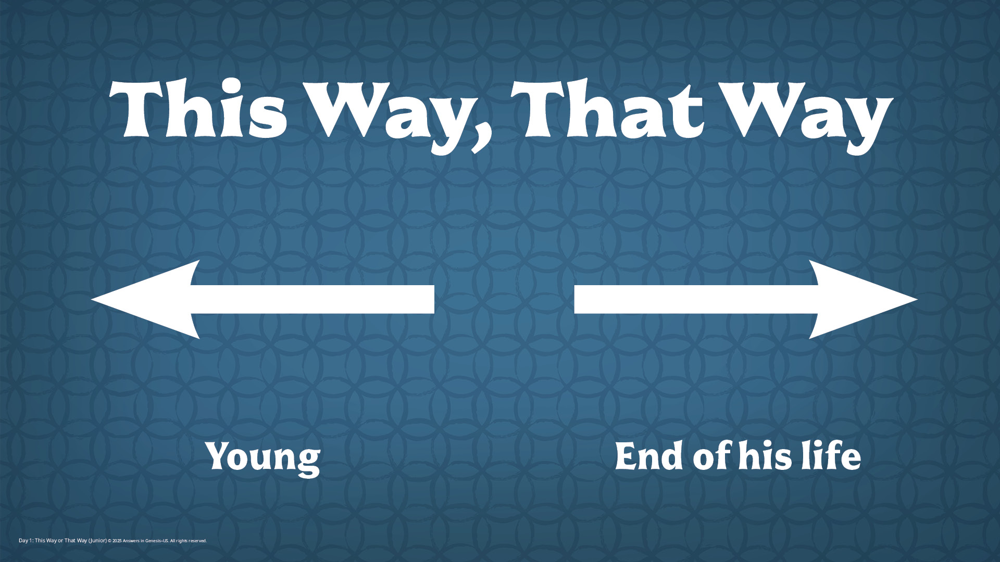 This Way, That Way
Young
End of his life
Day 1: This Way or That Way (Junior) © 2025 Answers in Genesis–US. All rights reserved.